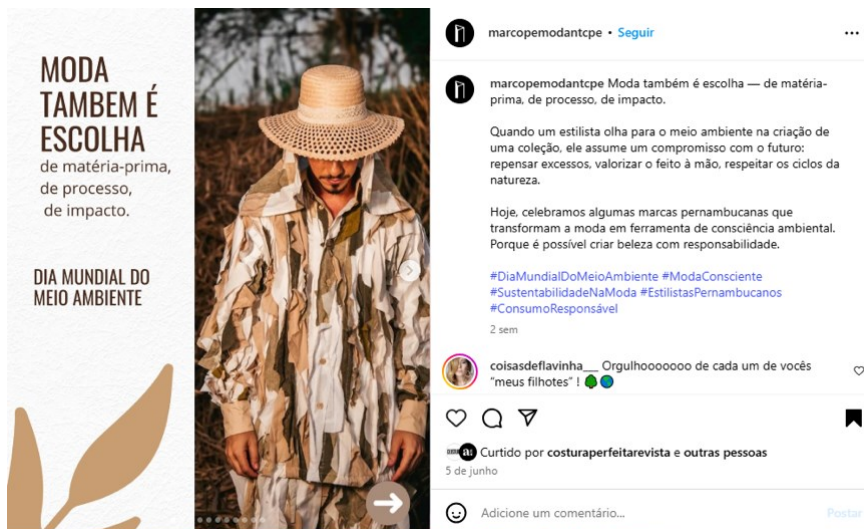 MODA
TAMBEM É
ESCOLHA
de matéria-prima,
de processo,
de impacto.
DIA MUNDIAL DO
MEIO AMBIENTE
marcopemodantcpe • Seguir
marcopemodantcpe Moda também é escolha — de matéria-
prima, de processo, de impacto.
Quando um estilista olha para o meio ambiente na criação de
uma coleção, ele assume um compromisso com o futuro:
repensar excessos, valorizar o feito à mão, respeitar os ciclos da
natureza.
Hoje, celebramos algumas marcas pernambucanas que
transformam a moda em ferramenta de consciência ambiental.
Porque é possível criar beleza com responsabilidade.
#DiaMundialDoMeioAmbiente #ModaConsciente
#SustentabilidadeNaModa #EstilistasPernambucanos
#ConsumoResponsável
2 sem
coisasdeflavinha__ Orgulhooooooo de cada um de vocês
“meus filhotes” !
Curtido por costuraperfeitarevista e outras pessoas
5 de junho
Adicione um comentário...
Postar